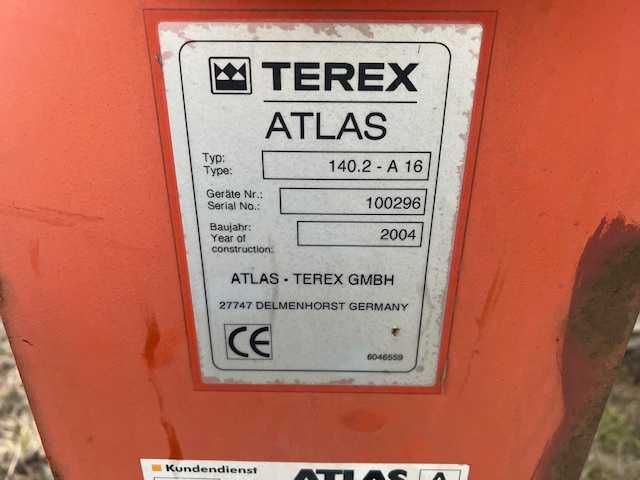 TEREX
ATLAS
Typ:
Type:
140.2 - A 16
Geräte Nr.:
Serial No.:
100296
Baujahr:
Year of
construction:
2004
ATLAS - TEREX GMBH
27747 DELMENHORST GERMANY
CE
6046559
Kundendienst
ATLAS A